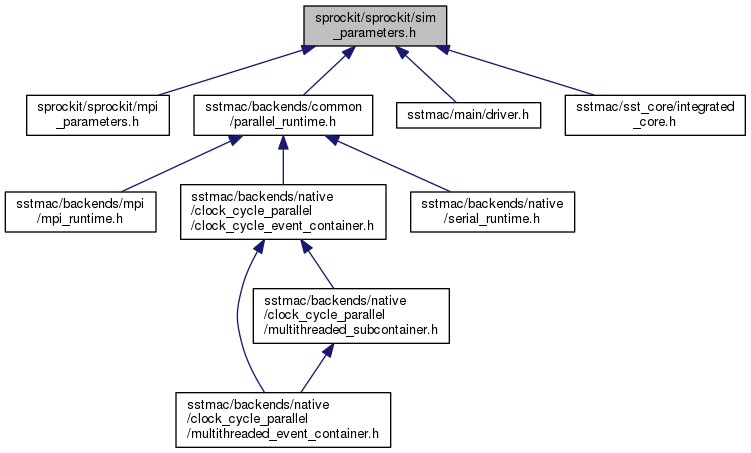 sprockit/sprockit/sim
_parameters.h
sprockit/sprockit/mpi
_parameters.h
sstmac/backends/common
/parallel_runtime.h
sstmac/main/driver.h
sstmac/sst_core/integrated
_core.h
sstmac/backends/mpi
/mpi_runtime.h
sstmac/backends/native
/clock_cycle_parallel
/clock_cycle_event_container.h
sstmac/backends/native
/serial_runtime.h
sstmac/backends/native
/clock_cycle_parallel
/multithreaded_subcontainer.h
sstmac/backends/native
/clock_cycle_parallel
/multithreaded_event_container.h